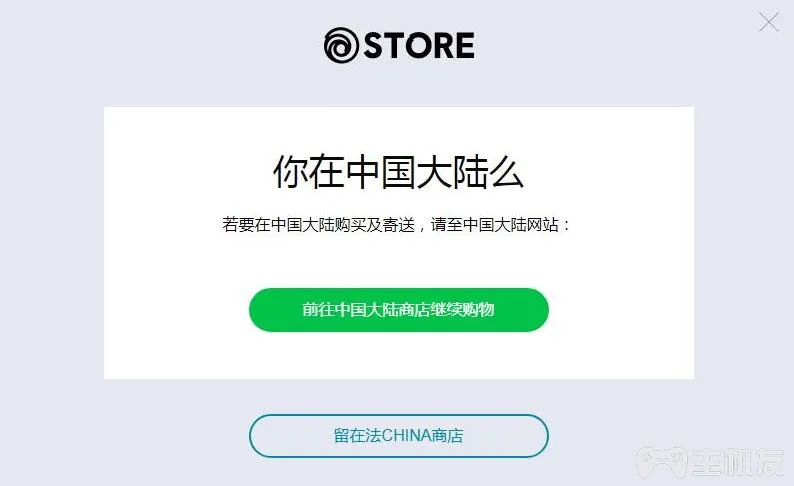 STORE
你在中国大陆么
若要在中国大陆购买及寄送，请至中国大陆网站：
前往中国大陆商店继续购物
留在法CHINA商店
主机友